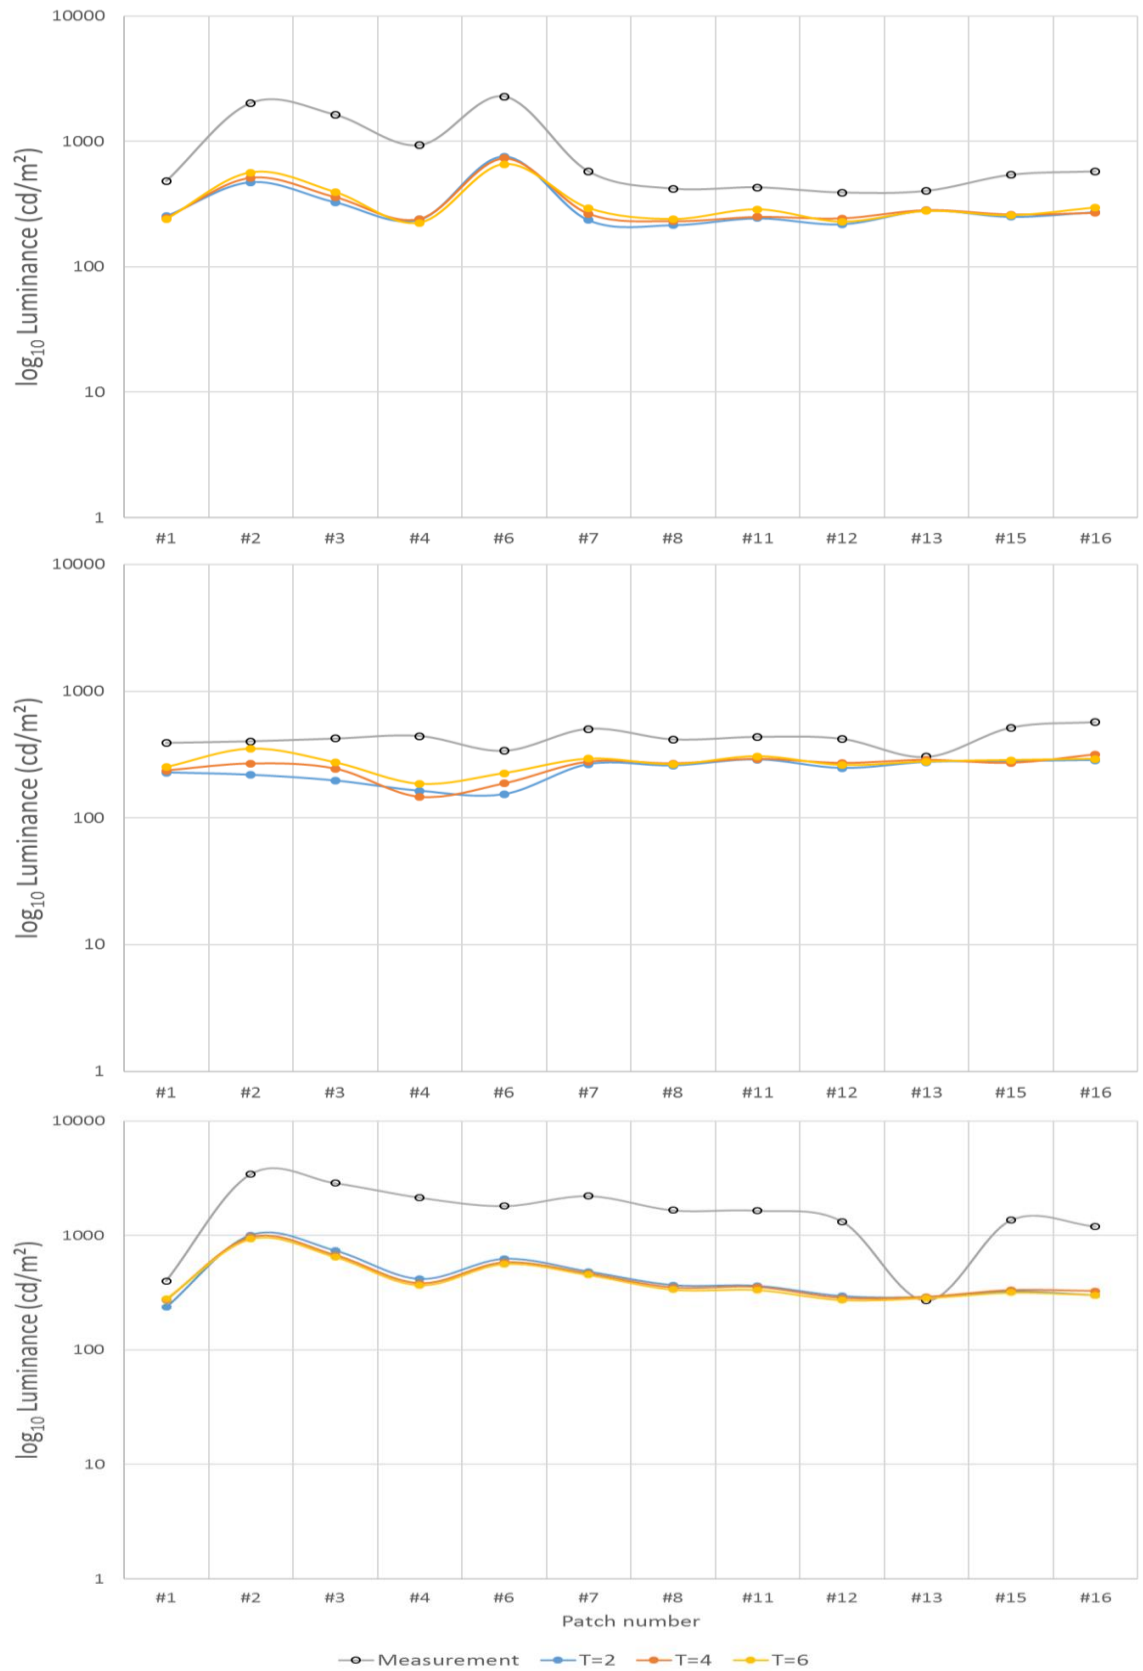 10000
1000
100
10
1
log₁₀ Luminance (cd/m²)
#1 #2 #3 #4 #6 #7 #8 #11 #12 #13 #15 #16
10000
1000
100
10
1
log₁₀ Luminance (cd/m²)
#1 #2 #3 #4 #6 #7 #8 #11 #12 #13 #15 #16
10000
1000
100
10
1
log₁₀ Luminance (cd/m²)
#1 #2 #3 #4 #6 #7 #8 #11 #12 #13 #15 #16
Patch number
Measurement T=2 T=4 T=6